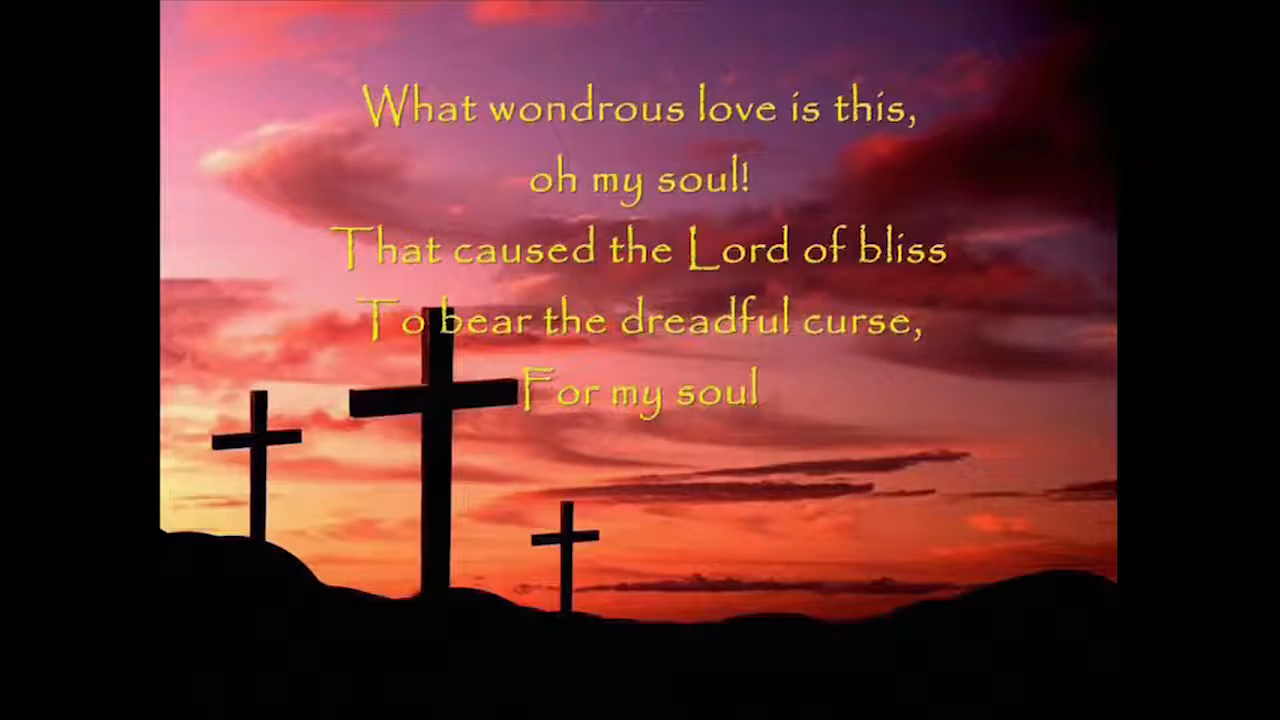 What wondrous love is this,
oh my soul!
That caused the Lord of bliss
To bear the dreadful curse,
For my soul